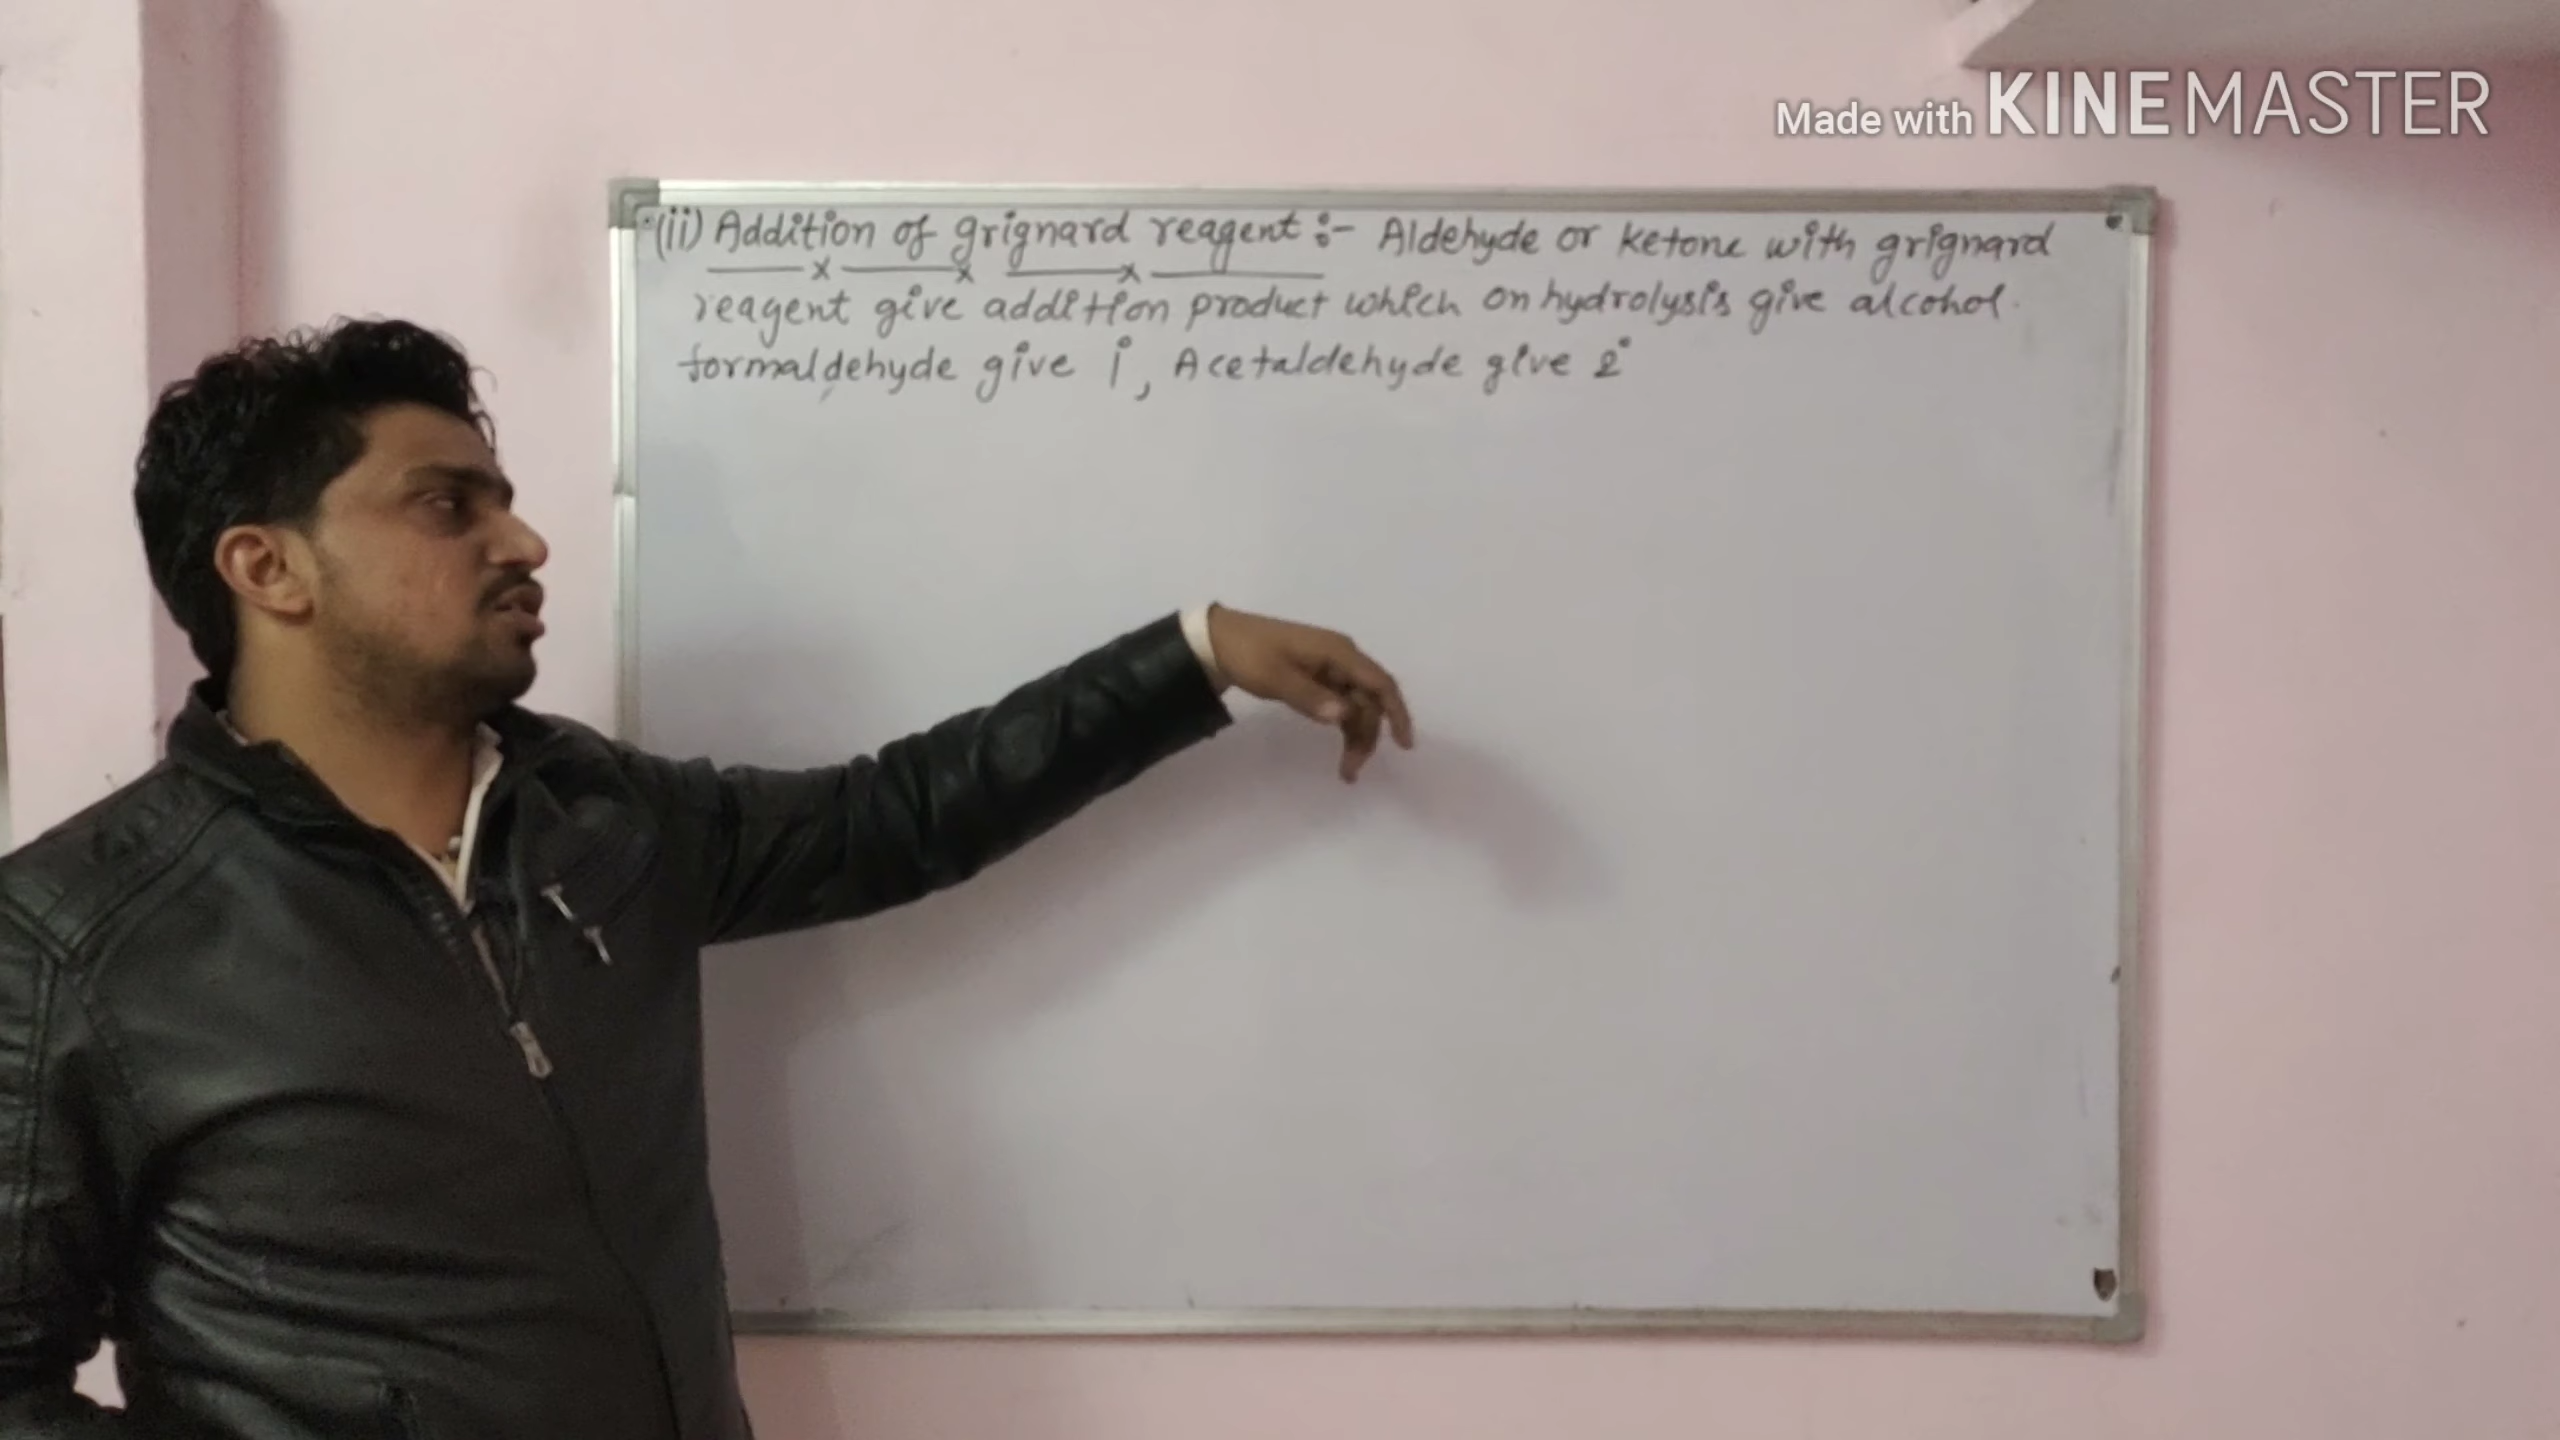 Made with KINEMASTER
(ii) Addition of grignard reagent :- Aldehyde or ketone with grignard
reagent give addition product which on hydrolysis give alcohol.
formaldehyde give 1°, Acetaldehyde give 2°